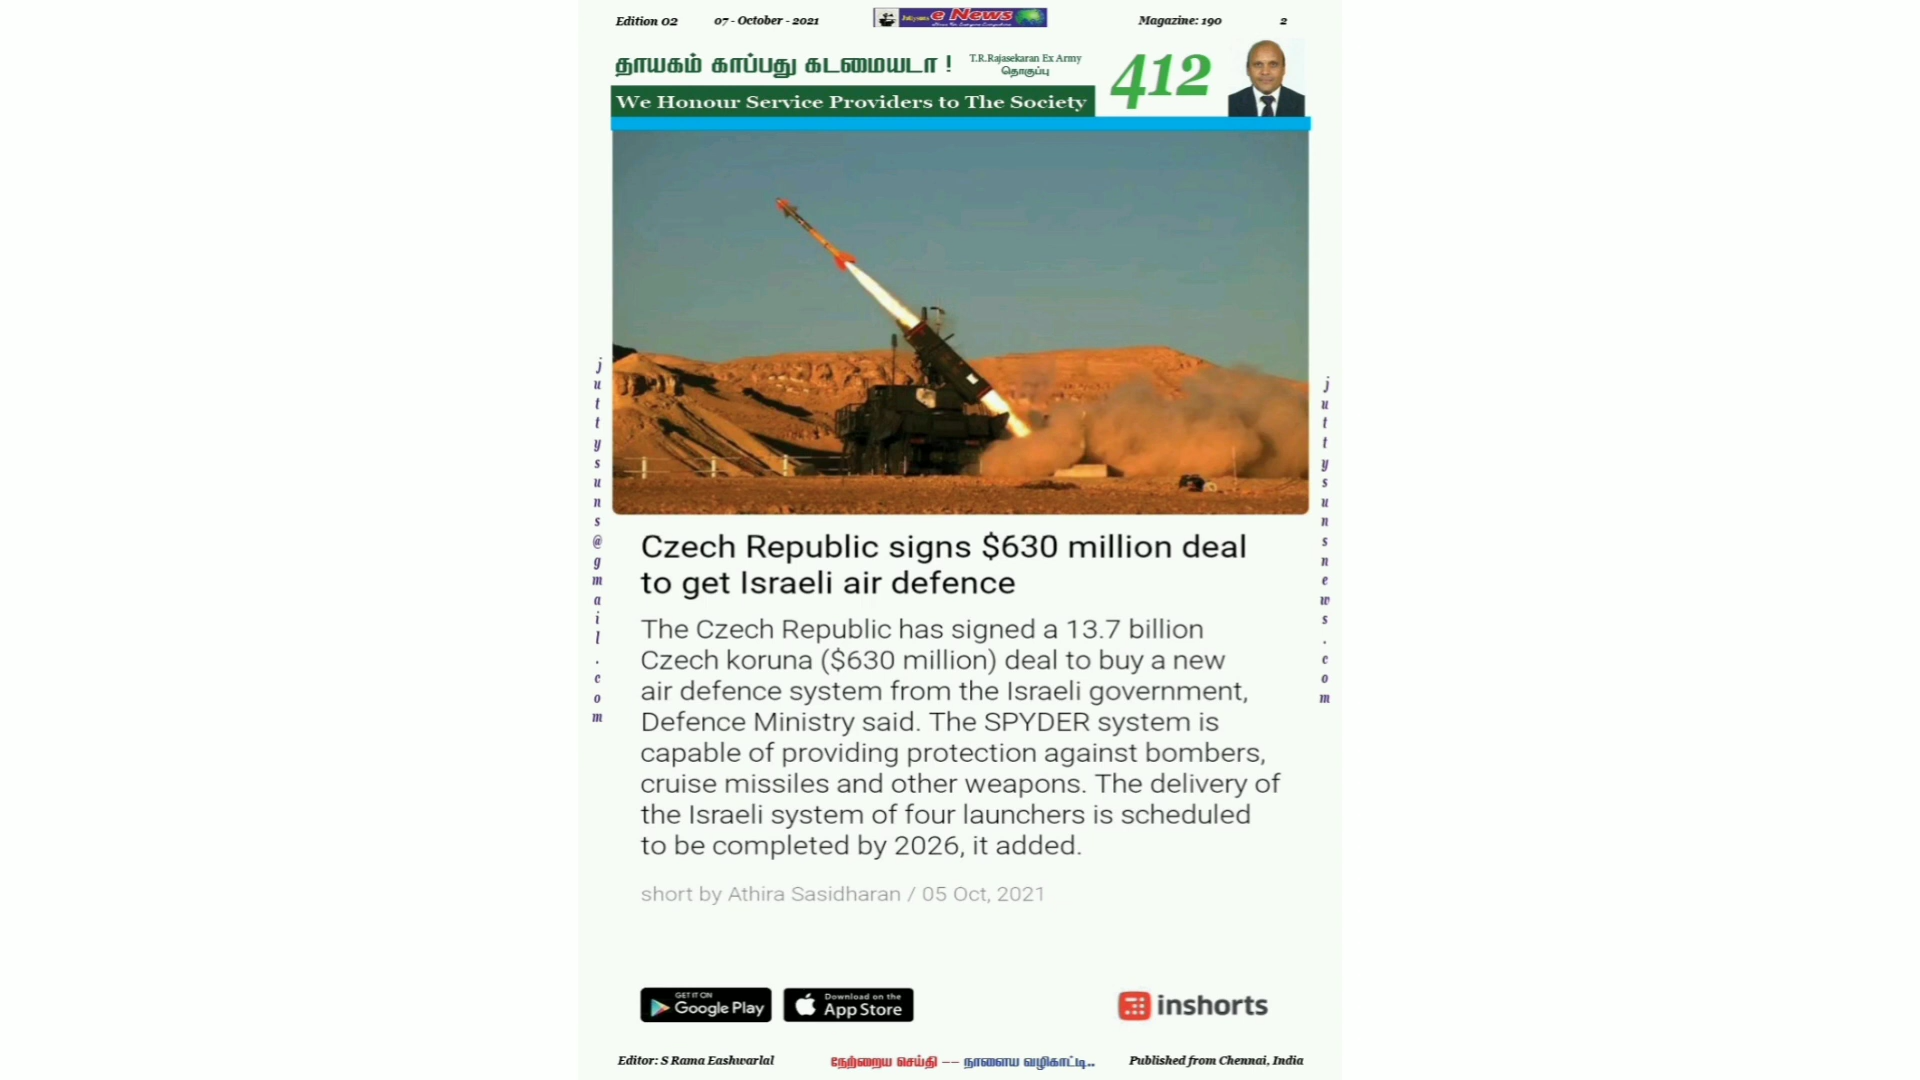 Edition 02 07 - October - 2021 e News Magazine: 190 2
தாயகம் காப்பது கடமையடா !
T.R.Rajasekaran Ex Army
தொகுப்பு
412
We Honour Service Providers to The Society
juttysuns@gmail.com
juttysunsnews.com
Czech Republic signs $630 million deal
to get Israeli air defence
The Czech Republic has signed a 13.7 billion
Czech koruna ($630 million) deal to buy a new
air defence system from the Israeli government,
Defence Ministry said. The SPYDER system is
capable of providing protection against bombers,
cruise missiles and other weapons. The delivery of
the Israeli system of four launchers is scheduled
to be completed by 2026, it added.
short by Athira Sasidharan / 05 Oct, 2021
GET IT ON
Google Play
Download on the
App Store
inshorts
Editor: S Rama Eashwarlal நேற்றைய செய்தி -- நாளைய வழிகாட்டி.. Published from Chennai, India